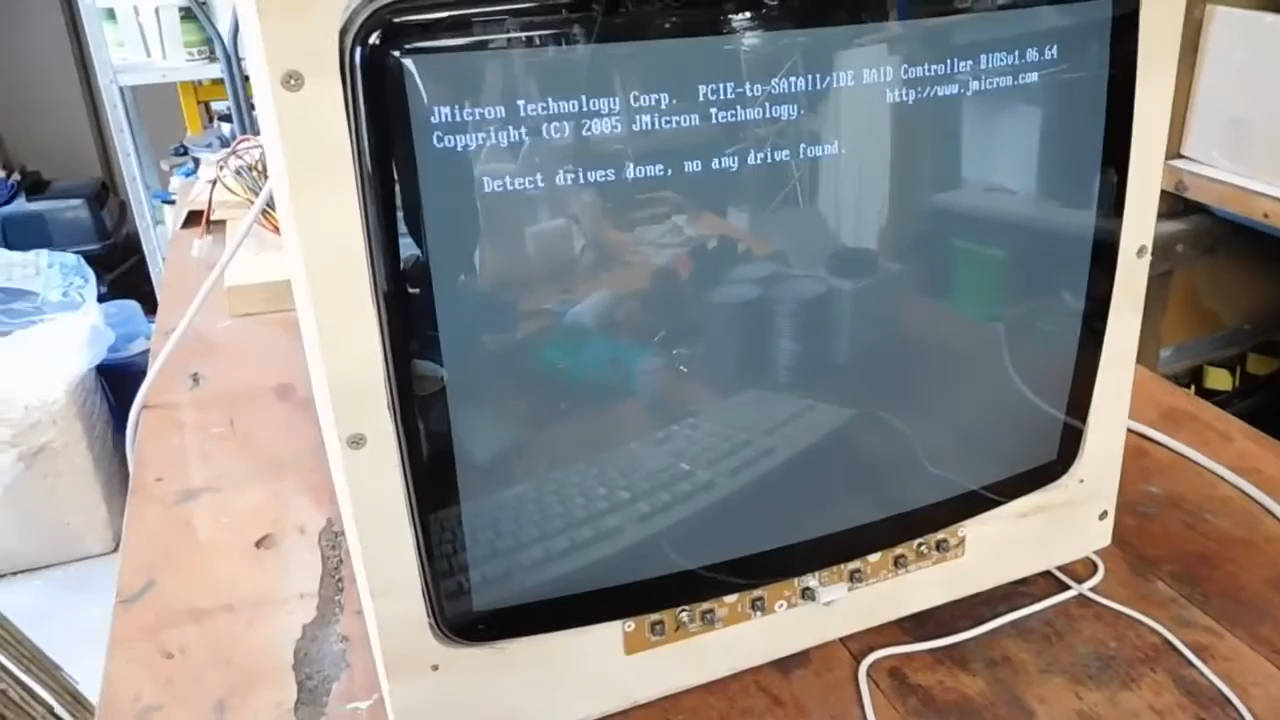 JMicron Technology Corp.  PCIE-to-SATAII/IDE RAID Controller BIOSv1.06.64
Copyright (C) 2005 JMicron Technology.                http://www.jmicron.com
Detect drives done, no any drive found.